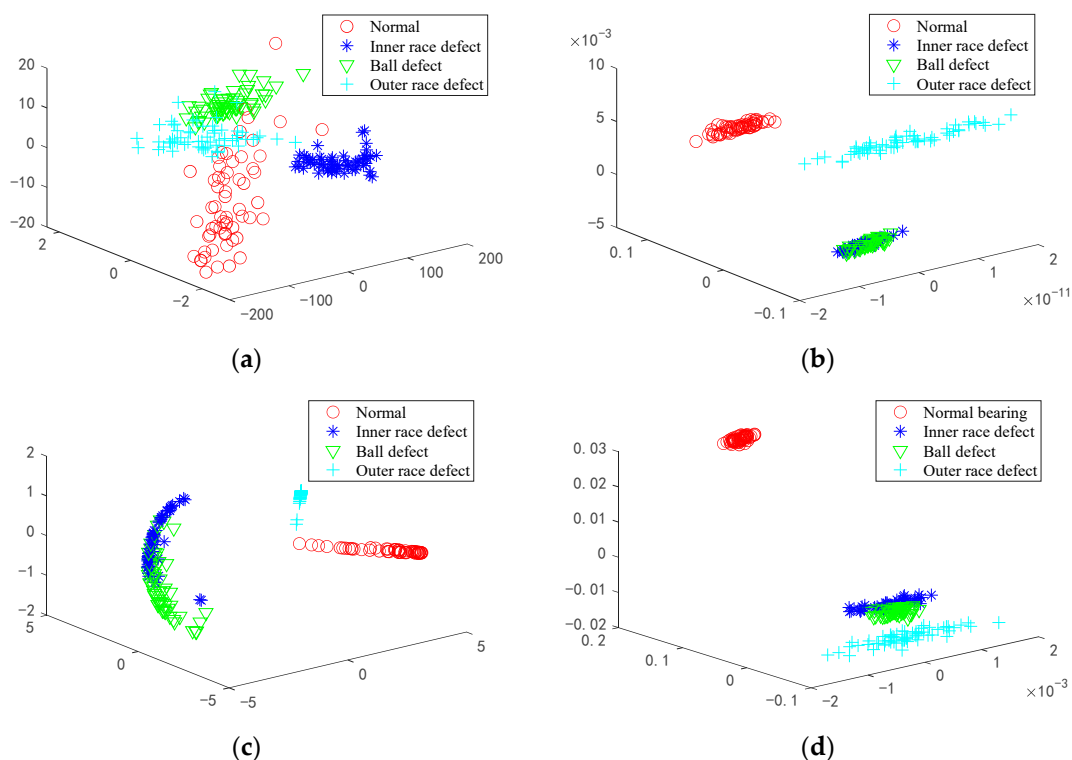 Normal
Inner race defect
Ball defect
Outer race defect
20
10
0
−10
−20
2
0
−2
−200
−100
0
100
200
(a)
×10⁻³
Normal
Inner race defect
Ball defect
Outer race defect
10
5
0
−5
0.1
0
−0.1
−2
−1
0
1
2
×10⁻¹¹
(b)
Normal
Inner race defect
Ball defect
Outer race defect
2
1
0
−1
−2
5
0
−5
−5
0
5
(c)
Normal bearing
Inner race defect
Ball defect
Outer race defect
0.03
0.03
0.01
0
−0.01
−0.02
0.2
0.1
0
−0.1
−2
−1
0
1
2
×10⁻³
(d)